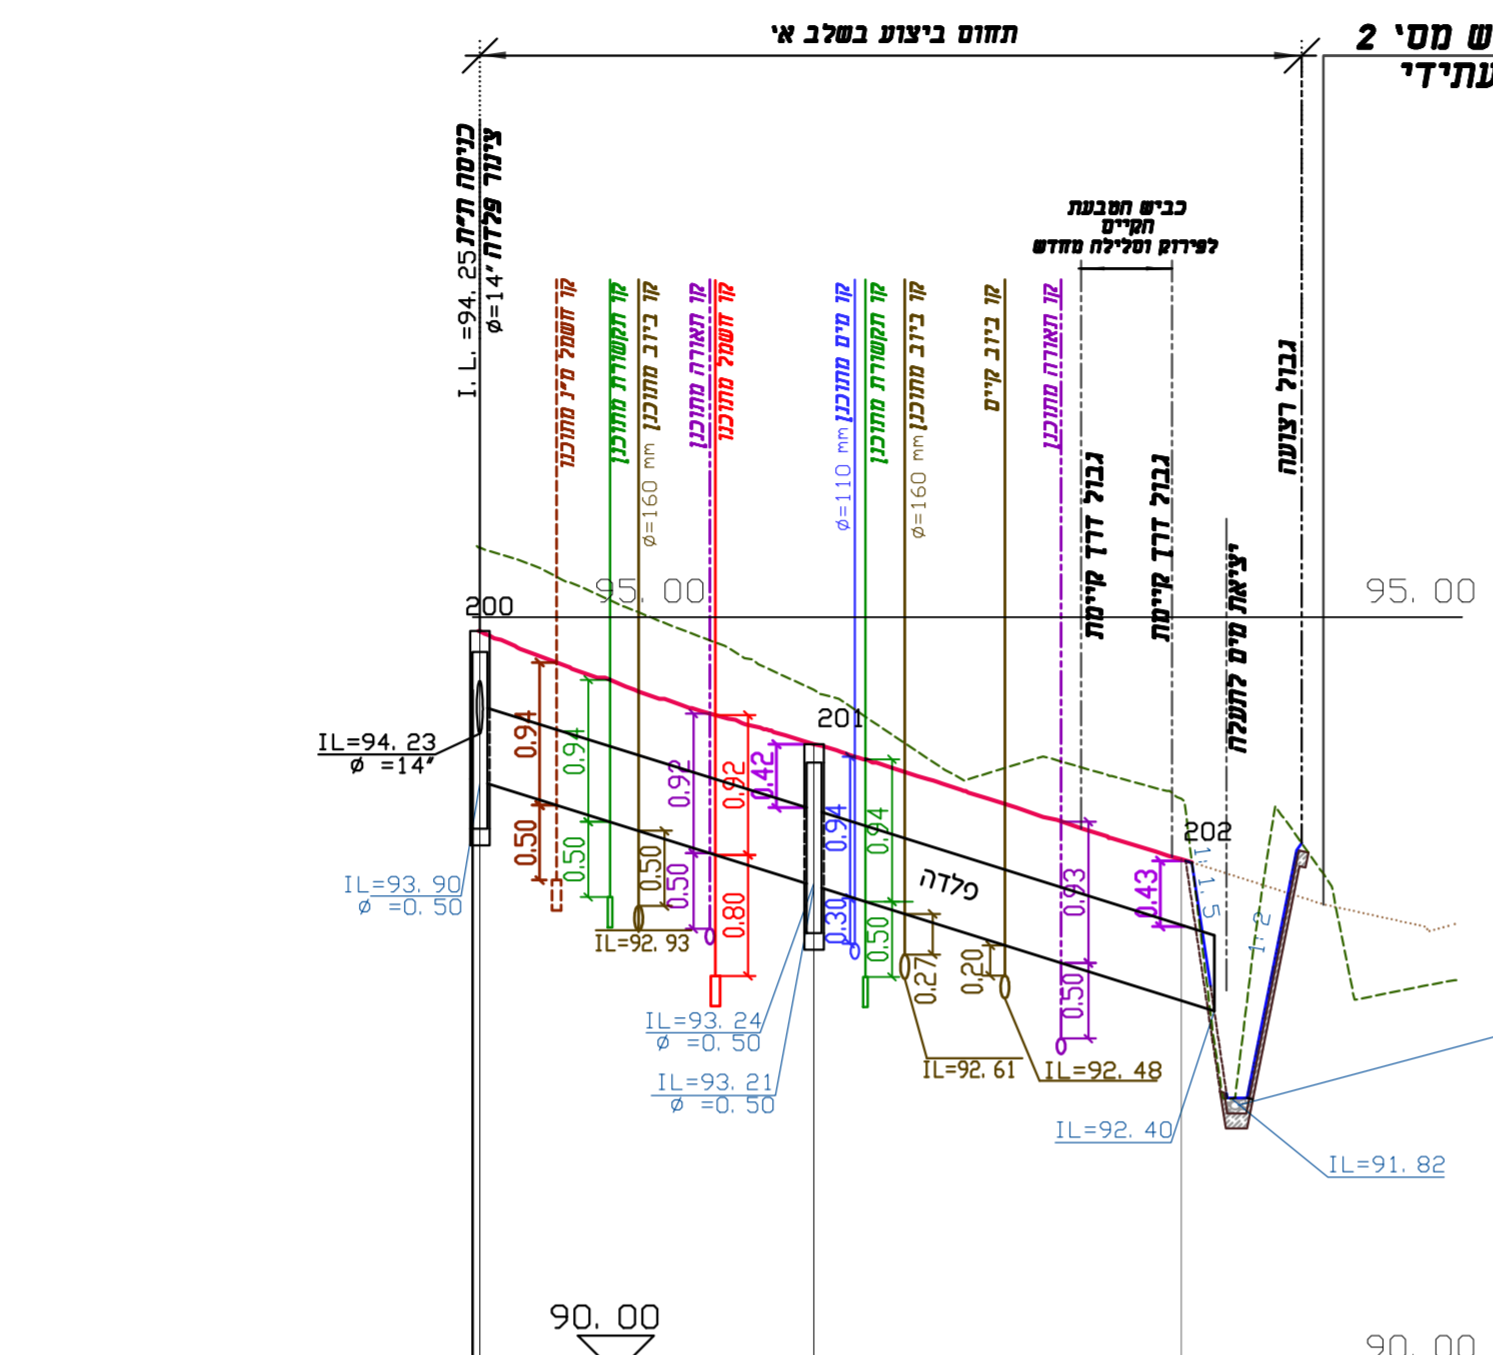 תחום ביצוע בשלב א'
ש מס' 2
עתידי
כניסה ת״ת I.L.=94.25
צינור פלדה 14'=Ø
כביש הטבעת
הקיים
לפירוק וסלילה מחדש
קו חשמל מ״נ מתוכנן
קו תקשורת מתוכנן
קו ביוב מתוכנן Ø=160 mm
קו תאורה מתוכנן
קו חשמל מתוכנן
קו מים מתוכנן Ø=110 mm
קו תקשורת מתוכנן
קו ביוב מתוכנן Ø=160 mm
קו ביוב קיים
קו תאורה מתוכנן
גבול דרך קיימת
גבול דרך קיימת
יציאת מים לתעלה
גבול רצועה
95.00
95.00
200
201
202
IL=94.23
Ø =14"
0.94
0.94
0.92
0.92
0.42
0.94
0.94
0.93
0.43
1:1.5
1:2
0.50
0.50
0.50
0.50
0.80
0.30
0.50
0.27
0.20
0.50
פלדה
IL=93.90
Ø =0.50
IL=92.93
IL=93.24
Ø =0.50
IL=93.21
Ø =0.50
IL=92.61
IL=92.48
IL=92.40
IL=91.82
90.00
90.00